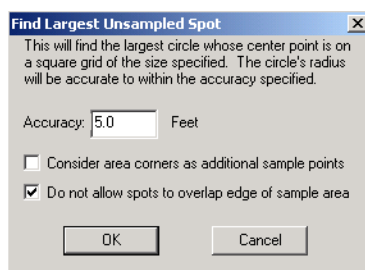 Find Largest Unsampled Spot
This will find the largest circle whose center point is on
a square grid of the size specified. The circle's radius
will be accurate to within the accuracy specified.
Accuracy: 5.0 Feet
Consider area corners as additional sample points
Do not allow spots to overlap edge of sample area
OK Cancel